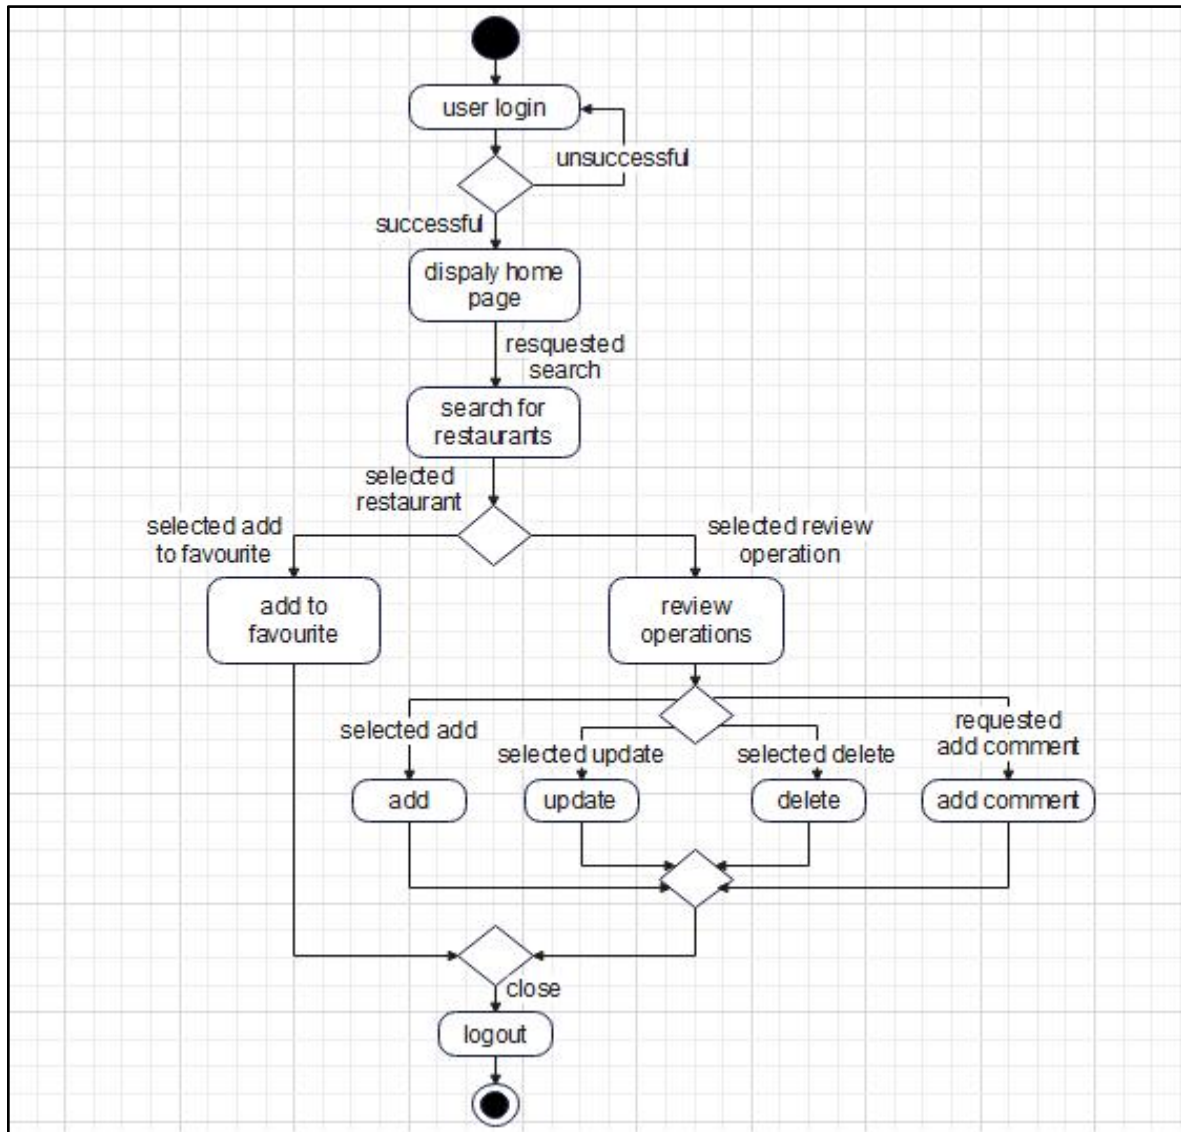 user login
unsuccessful
successful
dispaly home
page
resquested
search
search for
restaurants
selected
restaurant
selected add
to favourite
selected review
operation
add to
favourite
review
operations
selected add
selected update
selected delete
requested
add comment
add
update
delete
add comment
close
logout